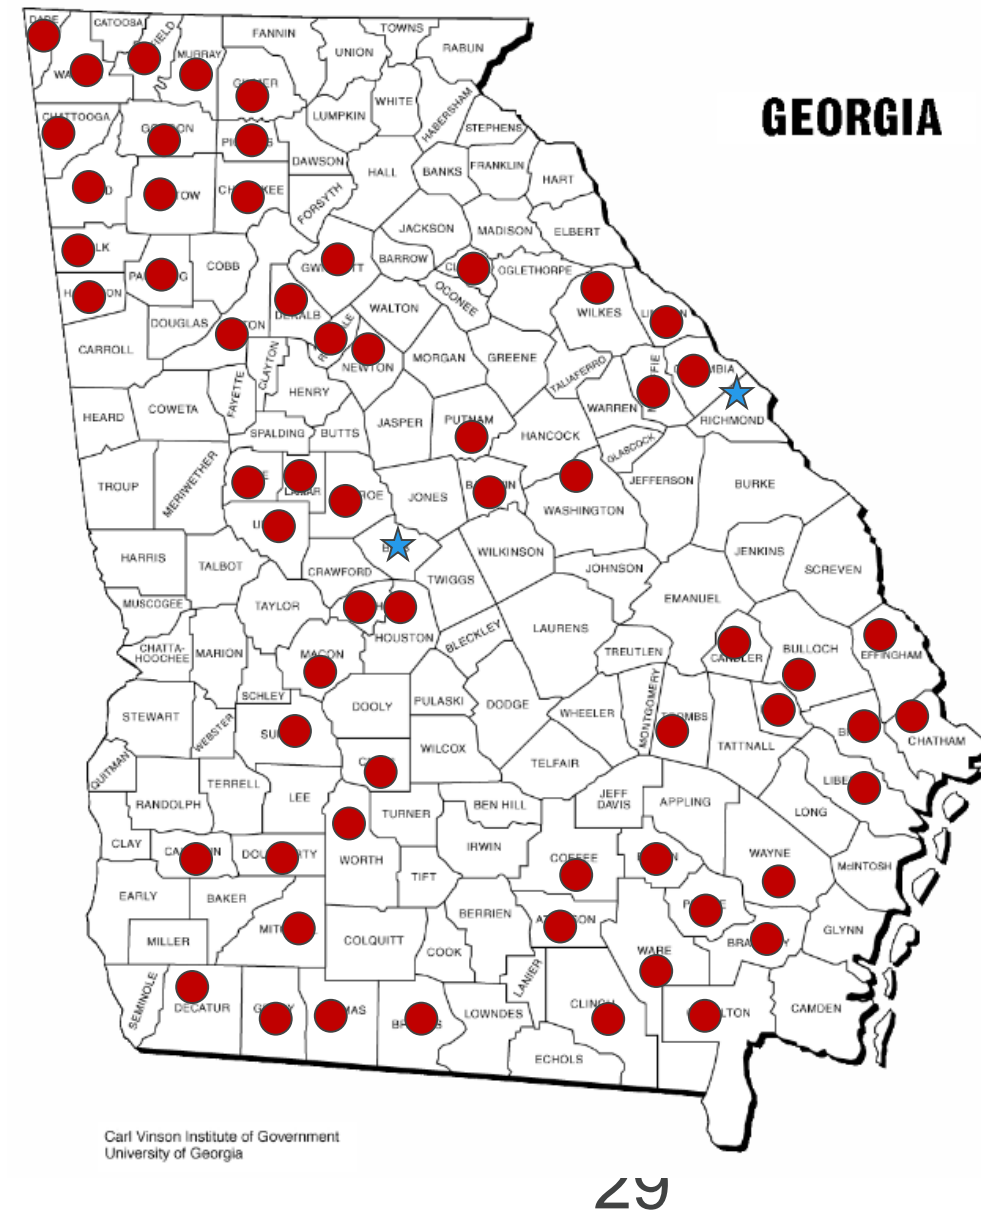 GEORGIA
CATOOSA
FANNIN
TOWNS
UNION
RABUN
MURRAY
WHITE
HABERSHAM
LUMPKIN
STEPHENS
CHATTOOGA
DAWSON
HALL
BANKS
FRANKLIN
HART
FORSYTH
JACKSON
MADISON
ELBERT
COBB
BARROW
OGLETHORPE
OCONEE
WILKES
WALTON
DOUGLAS
DEKALB
CARROLL
CLAYTON
NEWTON
MORGAN
GREENE
TALIAFERRO
HENRY
FAYETTE
COWETA
HEARD
WARREN
RICHMOND
JASPER
PUTNAM
HANCOCK
SPALDING
BUTTS
GLASCOCK
TROUP
MERIWETHER
LAMAR
JONES
WASHINGTON
JEFFERSON
BURKE
HARRIS
TALBOT
CRAWFORD
TWIGGS
WILKINSON
JOHNSON
JENKINS
SCREVEN
MUSCOGEE
TAYLOR
EMANUEL
HOUSTON
BLECKLEY
LAURENS
CHATTA-
HOOCHEE
MARION
MACON
TREUTLEN
CANDLER
BULLOCH
EFFINGHAM
SCHLEY
DOOLY
PULASKI
DODGE
MONTGOMERY
WHEELER
STEWART
WEBSTER
TATTNALL
CHATHAM
WILCOX
TELFAIR
QUITMAN
TERRELL
LEE
RANDOLPH
TURNER
BEN HILL
JEFF
DAVIS
APPLING
LONG
CLAY
WORTH
IRWIN
COFFEE
WAYNE
McINTOSH
TIFT
EARLY
BAKER
BERRIEN
MILLER
COLQUITT
COOK
WARE
GLYNN
SEMINOLE
DECATUR
LANIER
LOWNDES
CLINCH
CAMDEN
ECHOLS
Carl Vinson Institute of Government
University of Georgia
29